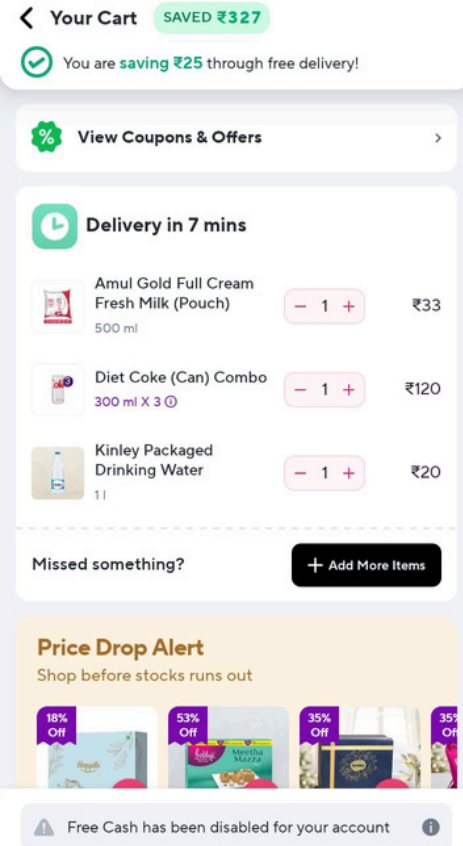 Your Cart SAVED ₹327
You are saving ₹25 through free delivery!
View Coupons & Offers
Delivery in 7 mins
Amul Gold Full Cream
Fresh Milk (Pouch)
500 ml
1
₹33
Diet Coke (Can) Combo
300 ml X 3
1
₹120
Kinley Packaged
Drinking Water
1 l
1
₹20
Missed something?
+ Add More Items
Price Drop Alert
Shop before stocks runs out
18%
Off
53%
Off
Meetha
Mazza
35%
Off
35%
Free Cash has been disabled for your account